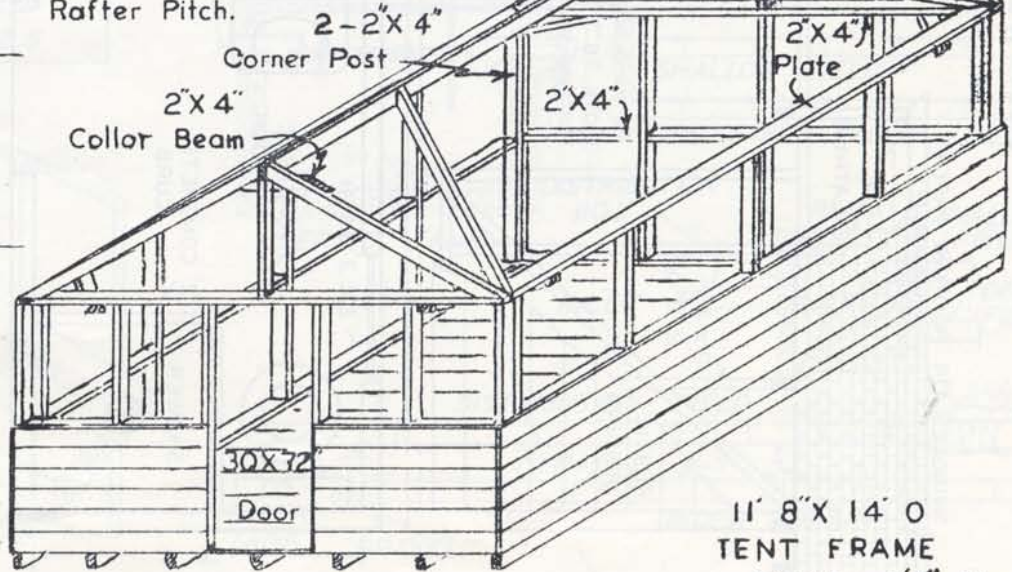 Rafter Pitch.
2 - 2"X 4"
Corner Post
2"X 4"
Plate
2"X 4"
Collor Beam
2"X 4"
30X72"
Door
11' 8"X 14' 0
TENT FRAME